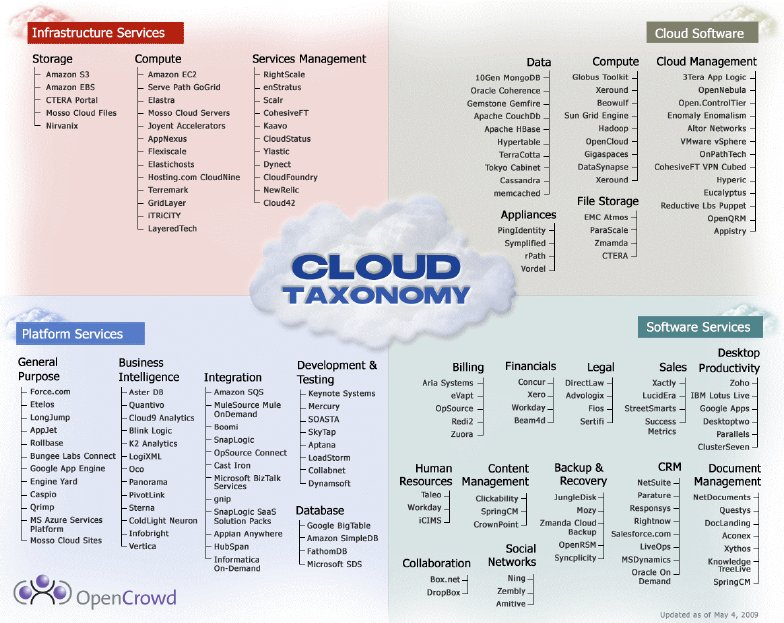 Infrastructure Services
Storage
Amazon S3
Amazon EBS
CTERA Portal
Mosso Cloud Files
Nirvanix
Compute
Amazon EC2
Serve Path GoGrid
Elastra
Mosso Cloud Servers
Joyent Accelerators
AppNexus
Flexiscale
Elastichosts
Hosting.com CloudNine
Terremark
GridLayer
iTRiCiTY
LayeredTech
Services Management
RightScale
enStratus
Scalr
CohesiveFT
Kaavo
CloudStatus
Ylastic
Dynect
CloudFoundry
NewRelic
Cloud42
Cloud Software
Data
10Gen MongoDB
Oracle Coherence
Gemstone Gemfire
Apache CouchDb
Apache HBase
Hypertable
TerraCotta
Tokyo Cabinet
Cassandra
memcached
Appliances
PingIdentity
Symplified
rPath
Vordel
Compute
Globus Toolkit
Xeround
Beowulf
Sun Grid Engine
Hadoop
OpenCloud
Gigaspaces
DataSynapse
Xeround
File Storage
EMC Atmos
ParaScale
Zmamda
CTERA
Cloud Management
3Tera App Logic
OpenNebula
Open.ControlTier
Enomaly Enomalism
Altor Networks
VMware vSphere
OnPathTech
CohesiveFT VPN Cubed
Hyperic
Eucalyptus
Reductive Lbs Puppet
OpenQRM
Appistry
CLOUD
TAXONOMY
Platform Services
General
Purpose
Force.com
Etelos
LongJump
AppJet
Rollbase
Bungee Labs Connect
Google App Engine
Engine Yard
Caspio
Qrimp
MS Azure Services
Platform
Mosso Cloud Sites
Business
Intelligence
Aster DB
Quantivo
Cloud9 Analytics
Blink Logic
K2 Analytics
LogiXML
Oco
Panorama
PivotLink
Sterna
ColdLight Neuron
Infobright
Vertica
Integration
Amazon SQS
MuleSource Mule
OnDemand
Boomi
SnapLogic
OpSource Connect
Cast Iron
Microsoft BizTalk
Services
gnip
SnapLogic SaaS
Solution Packs
Appian Anywhere
HubSpan
Informatica
On-Demand
Development &
Testing
Keynote Systems
Mercury
SOASTA
SkyTap
Aptana
LoadStorm
Collabnet
Dynamsoft
Database
Google BigTable
Amazon SimpleDB
FathomDB
Microsoft SDS
OpenCrowd
Software Services
Billing
Aria Systems
eVapt
OpSource
Redi2
Zuora
Financials
Concur
Xero
Workday
Beam4d
Legal
DirectLaw
Advologix
Fios
Sertifi
Sales
Xactly
LucidEra
StreetSmarts
Success
Metrics
Desktop
Productivity
Zoho
IBM Lotus Live
Google Apps
Desktoptwo
Parallels
ClusterSeven
Human
Resources
Taleo
Workday
iCIMS
Content
Management
Clickability
SpringCM
CrownPoint
Backup &
Recovery
JungleDisk
Mozy
Zmanda Cloud
Backup
OpenRSM
Syncplicity
CRM
NetSuite
Parature
Responsys
Rightnow
Salesforce.com
LiveOps
MSDynamics
Oracle On
Demand
Document
Management
NetDocuments
Questys
DocLanding
Aconex
Xythos
Knowledge
TreeLive
SpringCM
Collaboration
Box.net
DropBox
Social
Networks
Ning
Zembly
Amitive
Updated as of May 4, 2009